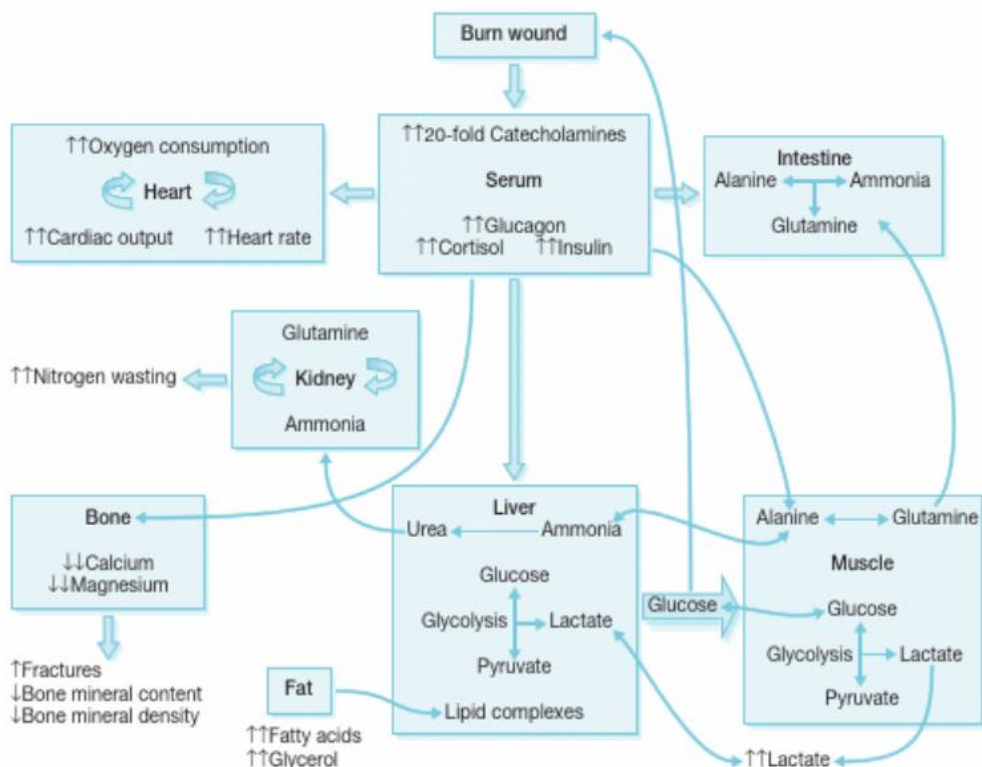 Burn wound
↑↑20-fold Catecholamines
Serum
↑↑Glucagon
↑↑Cortisol ↑↑Insulin
↑↑Oxygen consumption
Heart
↑↑Cardiac output ↑↑Heart rate
Intestine
Alanine Ammonia
Glutamine
Glutamine
Kidney
Ammonia
↑↑Nitrogen wasting
Bone
↓↓Calcium
↓↓Magnesium
↑Fractures
↓Bone mineral content
↓Bone mineral density
Liver
Urea Ammonia
Glucose
Glycolysis Lactate
Pyruvate
Lipid complexes
Fat
↑↑Fatty acids
↑↑Glycerol
Glucose
Alanine Glutamine
Muscle
Glucose
Glycolysis Lactate
Pyruvate
↑↑Lactate